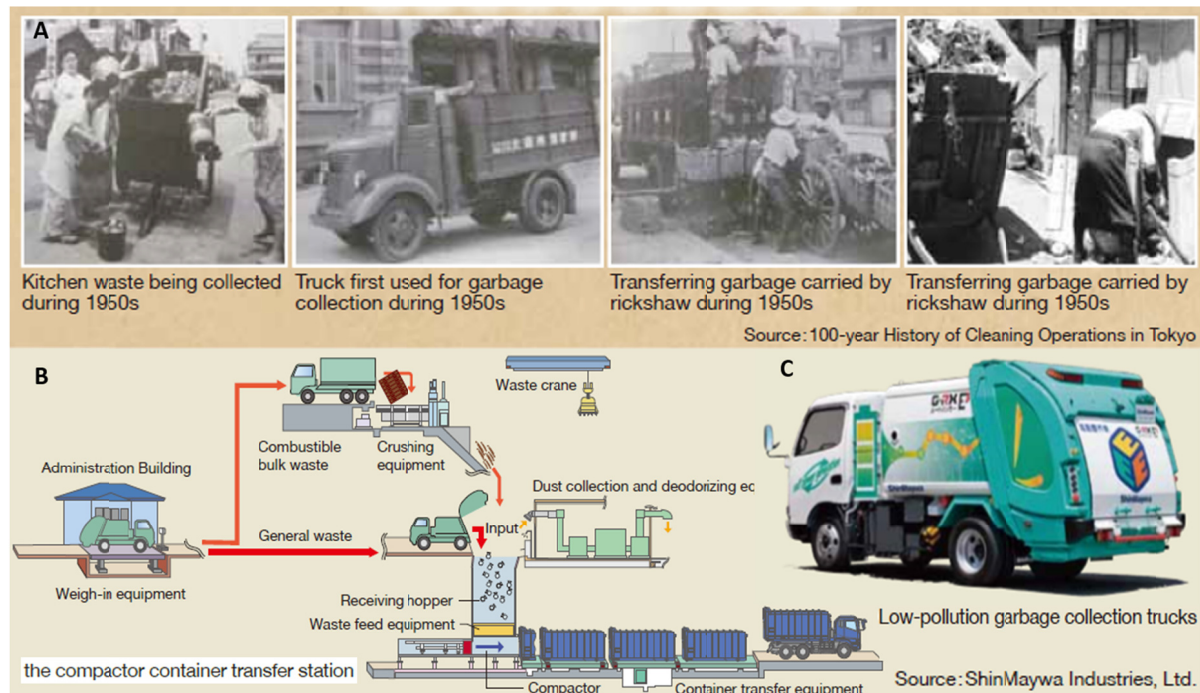 A
Kitchen waste being collected
during 1950s
Truck first used for garbage
collection during 1950s
Transferring garbage carried by
rickshaw during 1950s
Transferring garbage carried by
rickshaw during 1950s
Source: 100-year History of Cleaning Operations in Tokyo
B
Waste crane
Combustible
bulk waste
Crushing
equipment
Administration Building
Dust collection and deodorizing ec
General waste
Input
Weigh-in equipment
Receiving hopper
Waste feed equipment
the compactor container transfer station
Compactor
Container transfer equipment
C
ShinMaywa
Low-pollution garbage collection trucks
Source: ShinMaywa Industries, Ltd.